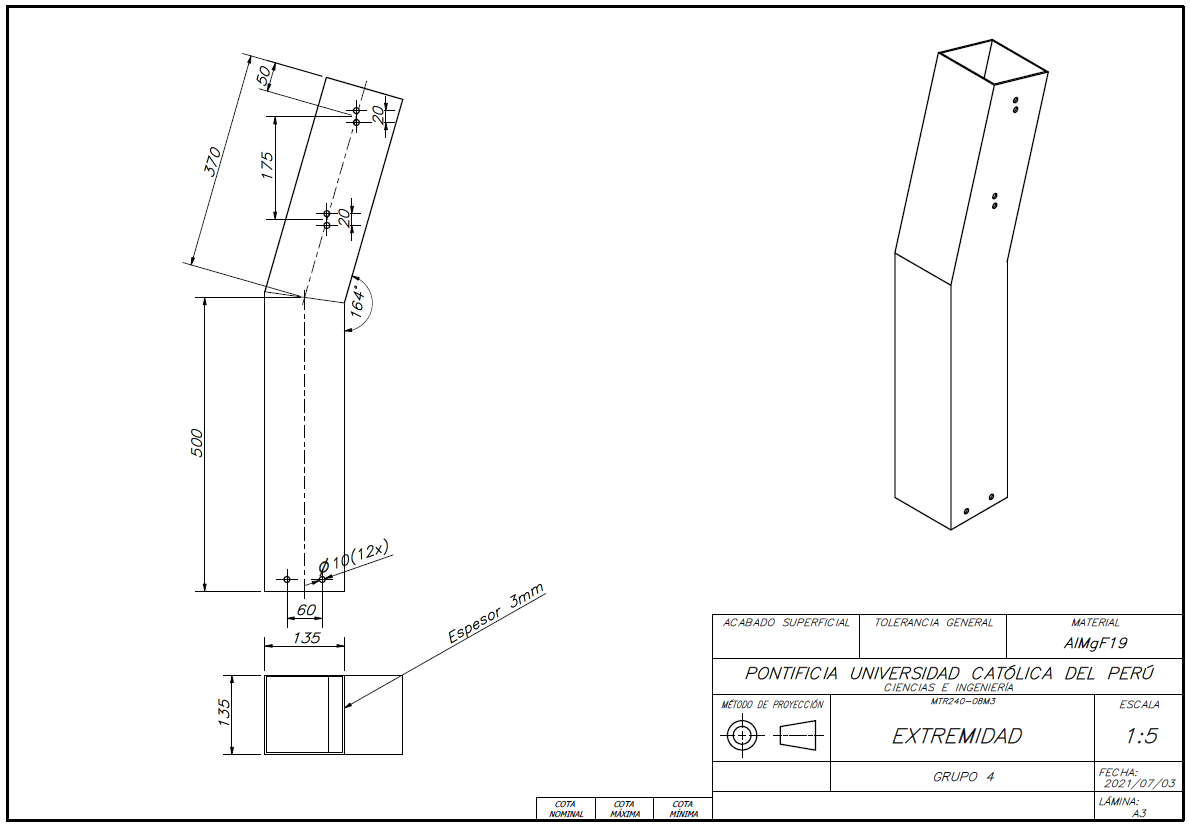 50
20
370
175
20
164°
500
Ø10(12x)
60
Espesor 3mm
135
135
ACABADO SUPERFICIAL
TOLERANCIA GENERAL
MATERIAL
AlMgF19
PONTIFICIA UNIVERSIDAD CATÓLICA DEL PERÚ
CIENCIAS E INGENIERÍA
MÉTODO DE PROYECCIÓN
MTR240-08M3
ESCALA
EXTREMIDAD
1:5
GRUPO 4
FECHA:
2021/07/03
LÁMINA:
A3
COTA
NOMINAL
COTA
MÁXIMA
COTA
MÍNIMA